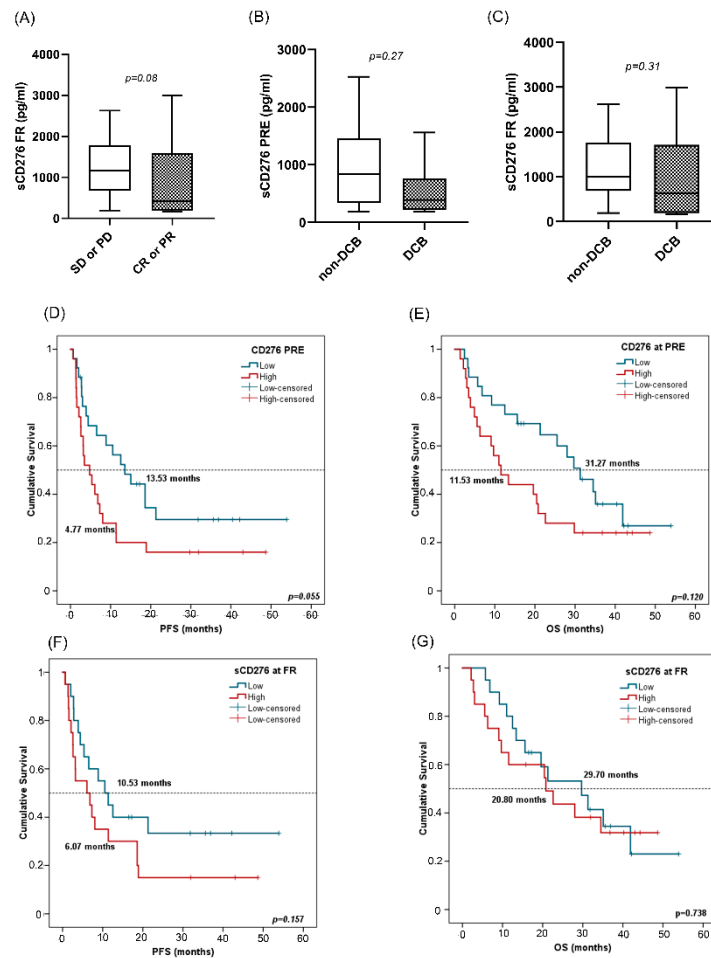 (A)
sCD276 FR (pg/ml)
4000
3000
2000
1000
0
p=0.08
SD or PD
CR or PR
(B)
sCD276 PRE (pg/ml)
3000
2000
1000
0
p=0.27
non-DCB
DCB
(C)
sCD276 FR (pg/ml)
4000
3000
2000
1000
0
p=0.31
non-DCB
DCB
(D)
CD276 PRE
Low
High
Low-censored
High-censored
Cumulative Survival
1
0.8
0.6
0.4
0.2
0
13.53 months
4.77 months
p=0.055
-0 -10 -20 -30 -40 -50 -60
PFS (months)
(E)
CD276 at PRE
Low
High
Low-censored
High-censored
Cumulative Survival
1
0.8
0.6
0.4
0.2
0
31.27 months
11.53 months
p=0.120
0 10 20 30 40 50 60
OS (months)
(F)
sCD276 at FR
Low
High
Low-censored
Low-censored
Cumulative Survival
1
0.8
0.6
0.4
0.2
0
10.53 months
6.07 months
p=0.157
0 10 20 30 40 50 60
PFS (months)
(G)
sCD276 at FR
Low
High
Low-censored
High-censored
Cumulative Survival
1
0.8
0.6
0.4
0.2
29.70 months
20.80 months
p=0.738
0 10 20 30 40 50 60
OS (months)